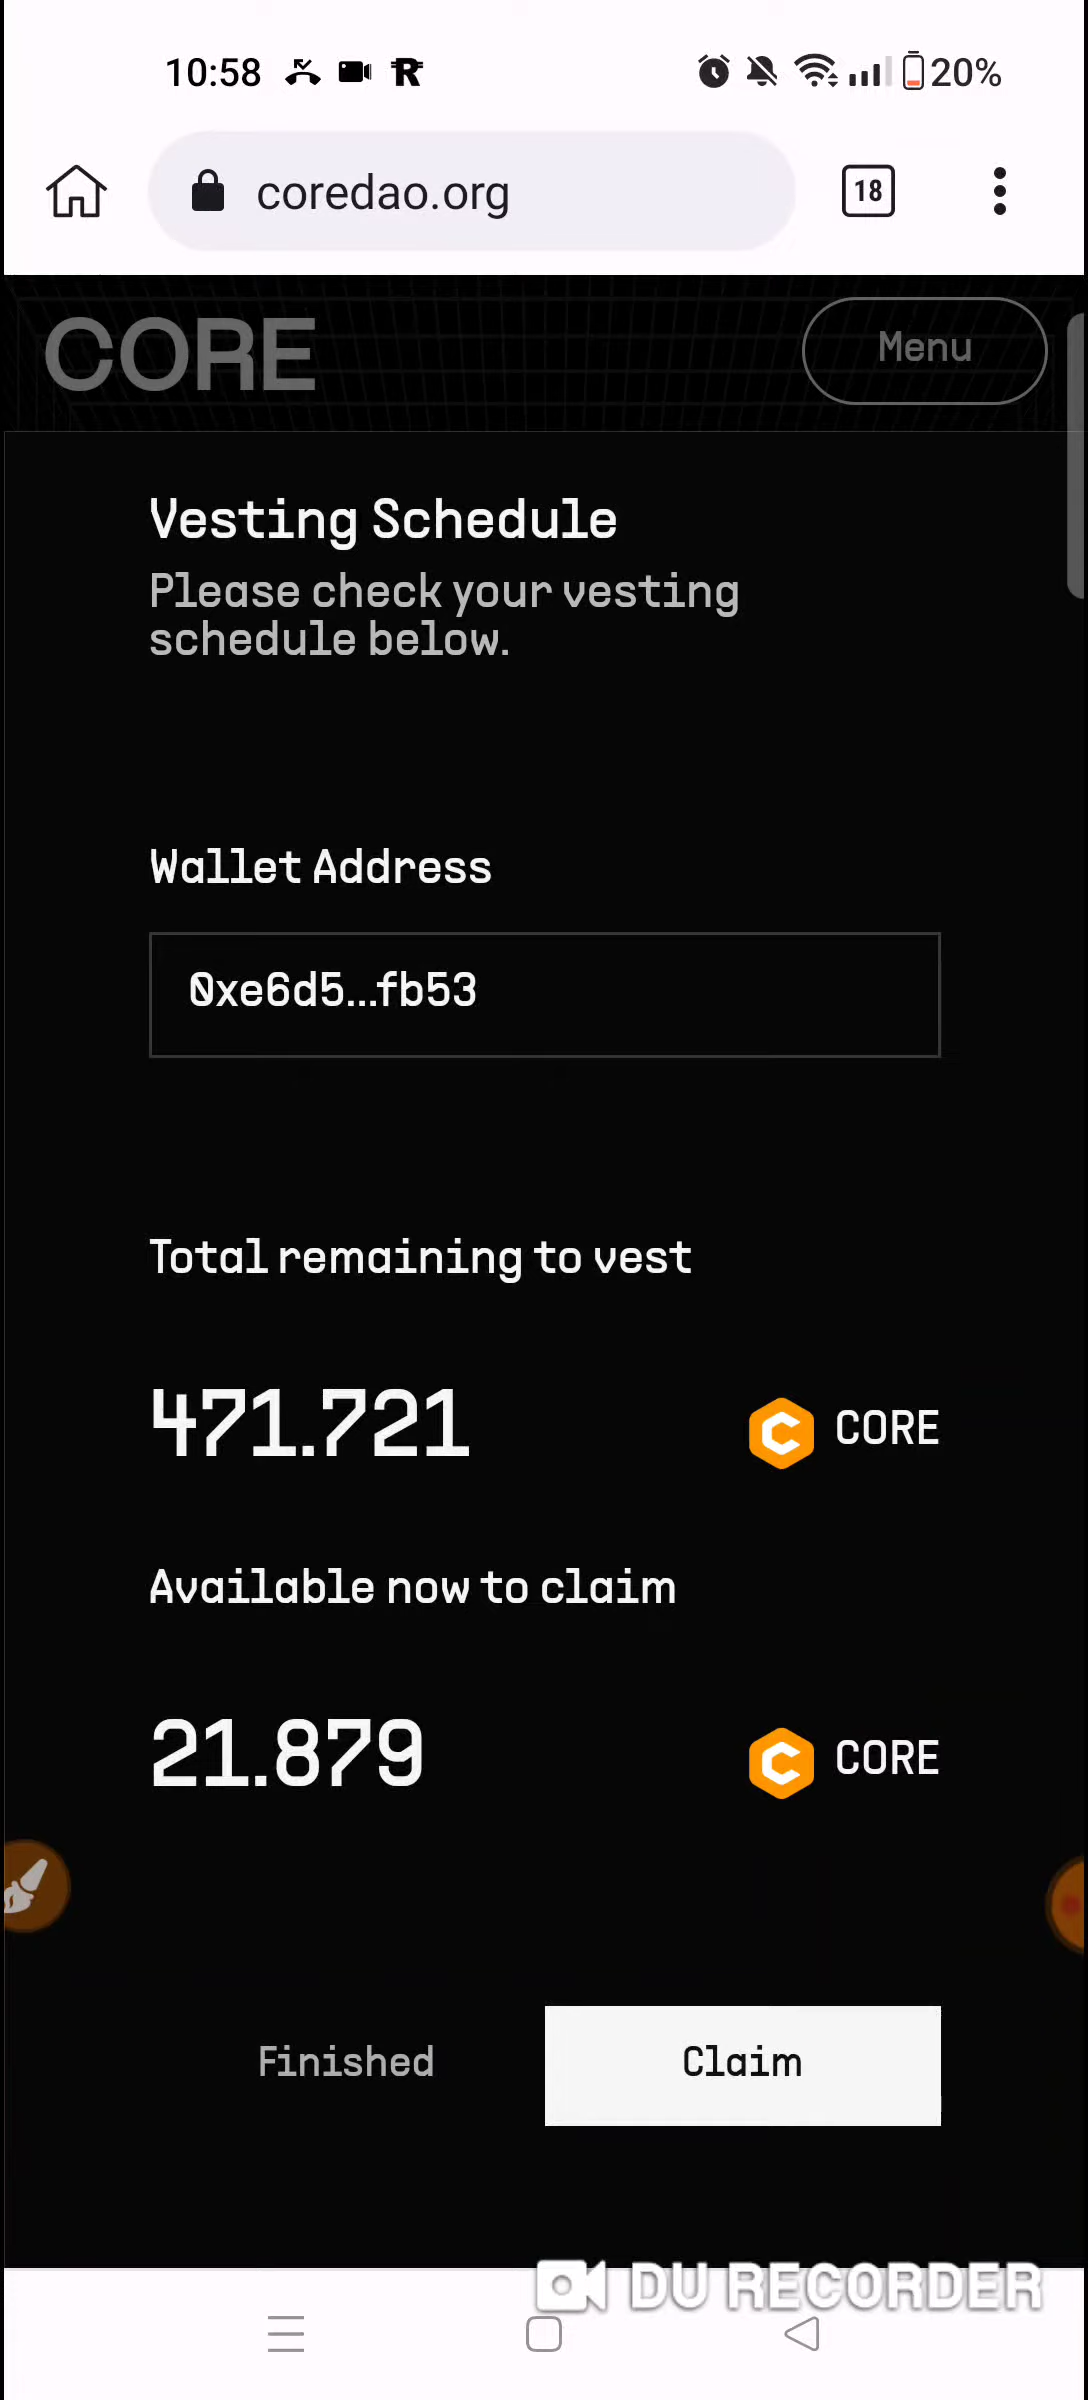 10:58
20%
coredao.org
18
CORE
Menu
Vesting Schedule
Please check your vesting
schedule below.
Wallet Address
0xe6d5...fb53
Total remaining to vest
471.721
CORE
Available now to claim
21.879
CORE
Finished
Claim
DU RECORDER